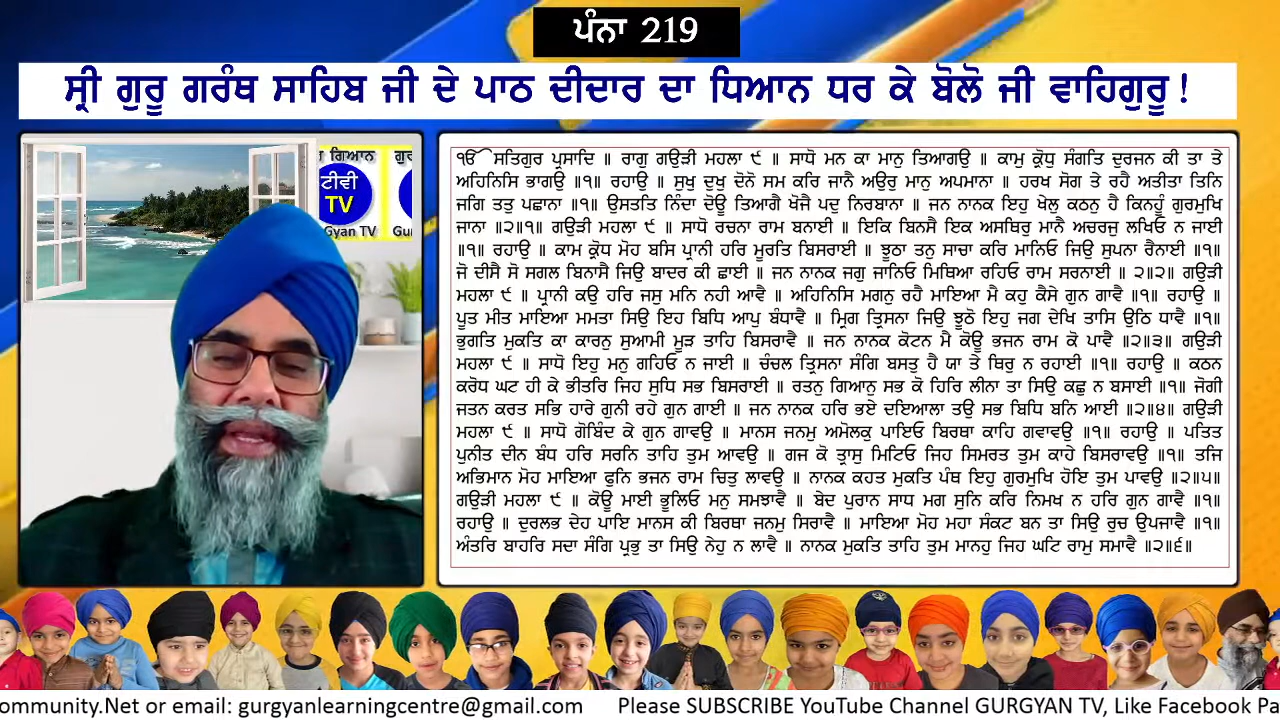 ਪੰਨਾ 219
ਸ੍ਰੀ ਗੁਰੂ ਗਰੰਥ ਸਾਹਿਬ ਜੀ ਦੇ ਪਾਠ ਦੀਦਾਰ ਦਾ ਧਿਆਨ ਧਰ ਕੇ ਬੋਲੋ ਜੀ ਵਾਹਿਗੁਰੂ!
ਗਿਆਨ
ਗੁਰ
ਟੀਵੀ
TV
Gyan TV
Gur
ੴ ਸਤਿਗੁਰ ਪ੍ਰਸਾਦਿ ॥ ਰਾਗੁ ਗਉੜੀ ਮਹਲਾ ੯ ॥ ਸਾਧੋ ਮਨ ਕਾ ਮਾਨੁ ਤਿਆਗਉ ॥ ਕਾਮੁ ਕ੍ਰੋਧੁ ਸੰਗਤਿ ਦੁਰਜਨ ਕੀ ਤਾ ਤੇ
ਅਹਿਨਿਸਿ ਭਾਗਉ ॥੧॥ ਰਹਾਉ ॥ ਸੁਖੁ ਦੁਖੁ ਦੋਨੋ ਸਮ ਕਰਿ ਜਾਨੈ ਅਉਰੁ ਮਾਨੁ ਅਪਮਾਨਾ ॥ ਹਰਖ ਸੋਗ ਤੇ ਰਹੈ ਅਤੀਤਾ ਤਿਨਿ
ਜਗਿ ਤਤੁ ਪਛਾਨਾ ॥੧॥ ਉਸਤਤਿ ਨਿੰਦਾ ਦੋਊ ਤਿਆਗੈ ਖੋਜੈ ਪਦੁ ਨਿਰਬਾਨਾ ॥ ਜਨ ਨਾਨਕ ਇਹੁ ਖੇਲੁ ਕਠਨੁ ਹੈ ਕਿਨਹੂੰ ਗੁਰਮੁਖਿ
ਜਾਨਾ ॥੨॥੧॥ ਗਉੜੀ ਮਹਲਾ ੯ ॥ ਸਾਧੋ ਰਚਨਾ ਰਾਮ ਬਨਾਈ ॥ ਇਕਿ ਬਿਨਸੈ ਇਕ ਅਸਥਿਰੁ ਮਾਨੈ ਅਚਰਜੁ ਲਖਿਓ ਨ ਜਾਈ
॥੧॥ ਰਹਾਉ ॥ ਕਾਮ ਕ੍ਰੋਧ ਮੋਹ ਬਸਿ ਪ੍ਰਾਨੀ ਹਰਿ ਮੂਰਤਿ ਬਿਸਰਾਈ ॥ ਝੂਠਾ ਤਨੁ ਸਾਚਾ ਕਰਿ ਮਾਨਿਓ ਜਿਉ ਸੁਪਨਾ ਰੈਨਾਈ ॥੧॥
ਜੋ ਦੀਸੈ ਸੋ ਸਗਲ ਬਿਨਾਸੈ ਜਿਉ ਬਾਦਰ ਕੀ ਛਾਈ ॥ ਜਨ ਨਾਨਕ ਜਗੁ ਜਾਨਿਓ ਮਿਥਿਆ ਰਹਿਓ ਰਾਮ ਸਰਨਾਈ ॥ ੨॥੨॥ ਗਉੜੀ
ਮਹਲਾ ੯ ॥ ਪ੍ਰਾਨੀ ਕਉ ਹਰਿ ਜਸੁ ਮਨਿ ਨਹੀ ਆਵੈ ॥ ਅਹਿਨਿਸਿ ਮਗਨੁ ਰਹੈ ਮਾਇਆ ਮੈ ਕਹੁ ਕੈਸੇ ਗੁਨ ਗਾਵੈ ॥੧॥ ਰਹਾਉ ॥
ਪੂਤ ਮੀਤ ਮਾਇਆ ਮਮਤਾ ਸਿਉ ਇਹ ਬਿਧਿ ਆਪੁ ਬੰਧਾਵੈ ॥ ਮ੍ਰਿਗ ਤ੍ਰਿਸਨਾ ਜਿਉ ਝੂਠੋ ਇਹੁ ਜਗ ਦੇਖਿ ਤਾਸਿ ਉਠਿ ਧਾਵੈ ॥੧॥
ਭੁਗਤਿ ਮੁਕਤਿ ਕਾ ਕਾਰਨੁ ਸੁਆਮੀ ਮੂੜ ਤਾਹਿ ਬਿਸਰਾਵੈ ॥ ਜਨ ਨਾਨਕ ਕੋਟਨ ਮੈ ਕੋਊ ਭਜਨੁ ਰਾਮ ਕੋ ਪਾਵੈ ॥੨॥੩॥ ਗਉੜੀ
ਮਹਲਾ ੯ ॥ ਸਾਧੋ ਇਹੁ ਮਨੁ ਗਹਿਓ ਨ ਜਾਈ ॥ ਚੰਚਲ ਤ੍ਰਿਸਨਾ ਸੰਗਿ ਬਸਤੁ ਹੈ ਯਾ ਤੇ ਥਿਰੁ ਨ ਰਹਾਈ ॥੧॥ ਰਹਾਉ ॥ ਕਠਨ
ਕਰੋਧ ਘਟ ਹੀ ਕੇ ਭੀਤਰਿ ਜਿਹ ਸੁਧਿ ਸਭ ਬਿਸਰਾਈ ॥ ਰਤਨੁ ਗਿਆਨੁ ਸਭ ਕੋ ਹਿਰਿ ਲੀਨਾ ਤਾ ਸਿਉ ਕਛੁ ਨ ਬਸਾਈ ॥੧॥ ਜੋਗੀ
ਜਤਨ ਕਰਤ ਸਭਿ ਹਾਰੇ ਗੁਨੀ ਰਹੇ ਗੁਨ ਗਾਈ ॥ ਜਨ ਨਾਨਕ ਹਰਿ ਭਏ ਦਇਆਲਾ ਤਉ ਸਭ ਬਿਧਿ ਬਨਿ ਆਈ ॥੨॥੪॥ ਗਉੜੀ
ਮਹਲਾ ੯ ॥ ਸਾਧੋ ਗੋਬਿੰਦ ਕੇ ਗੁਨ ਗਾਵਉ ॥ ਮਾਨਸ ਜਨਮੁ ਅਮੋਲਕੁ ਪਾਇਓ ਬਿਰਥਾ ਕਾਹਿ ਗਵਾਵਉ ॥੧॥ ਰਹਾਉ ॥ ਪਤਿਤ
ਪੁਨੀਤ ਦੀਨ ਬੰਧ ਹਰਿ ਸਰਨਿ ਤਾਹਿ ਤੁਮ ਆਵਉ ॥ ਗਜ ਕੋ ਤ੍ਰਾਸੁ ਮਿਟਿਓ ਜਿਹ ਸਿਮਰਤ ਤੁਮ ਕਾਹੇ ਬਿਸਰਾਵਉ ॥੧॥ ਤਜਿ
ਅਭਿਮਾਨ ਮੋਹ ਮਾਇਆ ਫੁਨਿ ਭਜਨ ਰਾਮ ਚਿਤੁ ਲਾਵਉ ॥ ਨਾਨਕ ਕਹਤ ਮੁਕਤਿ ਪੰਥ ਇਹੁ ਗੁਰਮੁਖਿ ਹੋਇ ਤੁਮ ਪਾਵਉ ॥੨॥੫॥
ਗਉੜੀ ਮਹਲਾ ੯ ॥ ਕੋਊ ਮਾਈ ਭੂਲਿਓ ਮਨੁ ਸਮਝਾਵੈ ॥ ਬੇਦ ਪੁਰਾਨ ਸਾਧ ਮਗ ਸੁਨਿ ਕਰਿ ਨਿਮਖ ਨ ਹਰਿ ਗੁਨ ਗਾਵੈ ॥੧॥
ਰਹਾਉ ॥ ਦੁਰਲਭ ਦੇਹ ਪਾਇ ਮਾਨਸ ਕੀ ਬਿਰਥਾ ਜਨਮੁ ਸਿਰਾਵੈ ॥ ਮਾਇਆ ਮੋਹ ਮਹਾ ਸੰਕਟ ਬਨ ਤਾ ਸਿਉ ਰੁਚ ਉਪਜਾਵੈ ॥੧॥
ਅੰਤਰਿ ਬਾਹਰਿ ਸਦਾ ਸੰਗਿ ਪ੍ਰਭੁ ਤਾ ਸਿਉ ਨੇਹੁ ਨ ਲਾਵੈ ॥ ਨਾਨਕ ਮੁਕਤਿ ਤਾਹਿ ਤੁਮ ਮਾਨਹੁ ਜਿਹ ਘਟਿ ਰਾਮੁ ਸਮਾਵੈ ॥੨॥੬॥
ommunity.Net or email: gurgyanlearningcentre@gmail.com Please SUBSCRIBE YouTube Channel GURGYAN TV, Like Facebook Pa